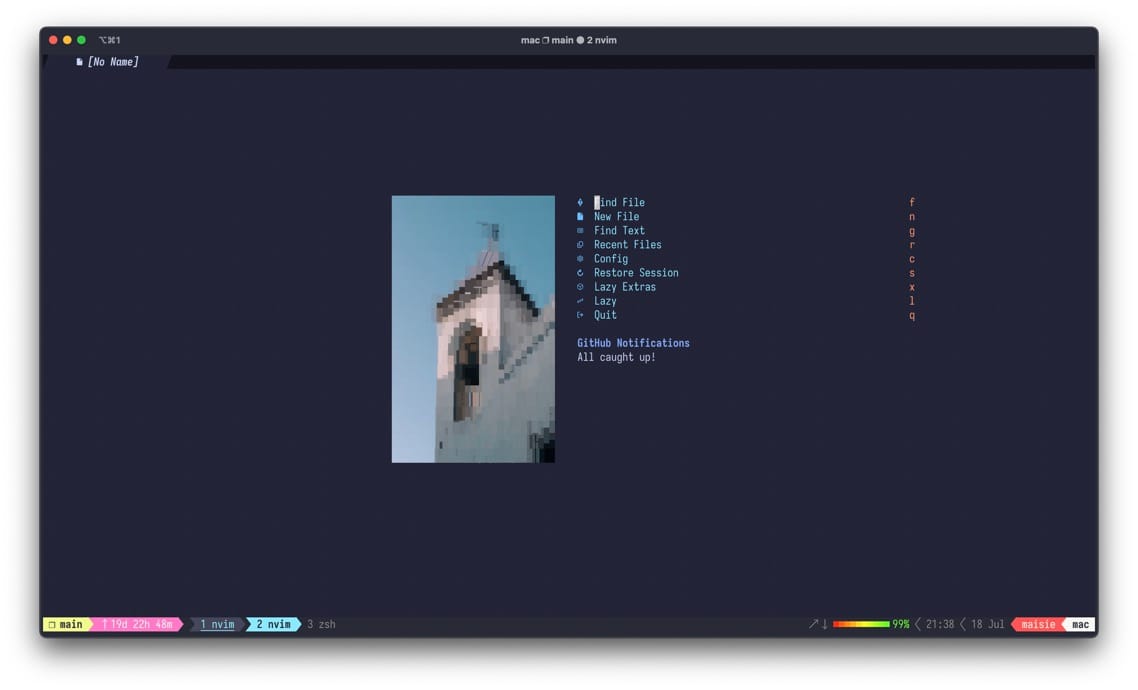 ⌥⌘1
mac ❐ main ● 2 nvim
[No Name]
Find File f
New File n
Find Text g
Recent Files r
Config c
Restore Session s
Lazy Extras x
Lazy l
Quit q
GitHub Notifications
All caught up!
❐ main ↑ 19d 22h 48m 1 nvim 2 nvim 3 zsh ↗ ↓ 99% 21:38 18 Jul maisie mac